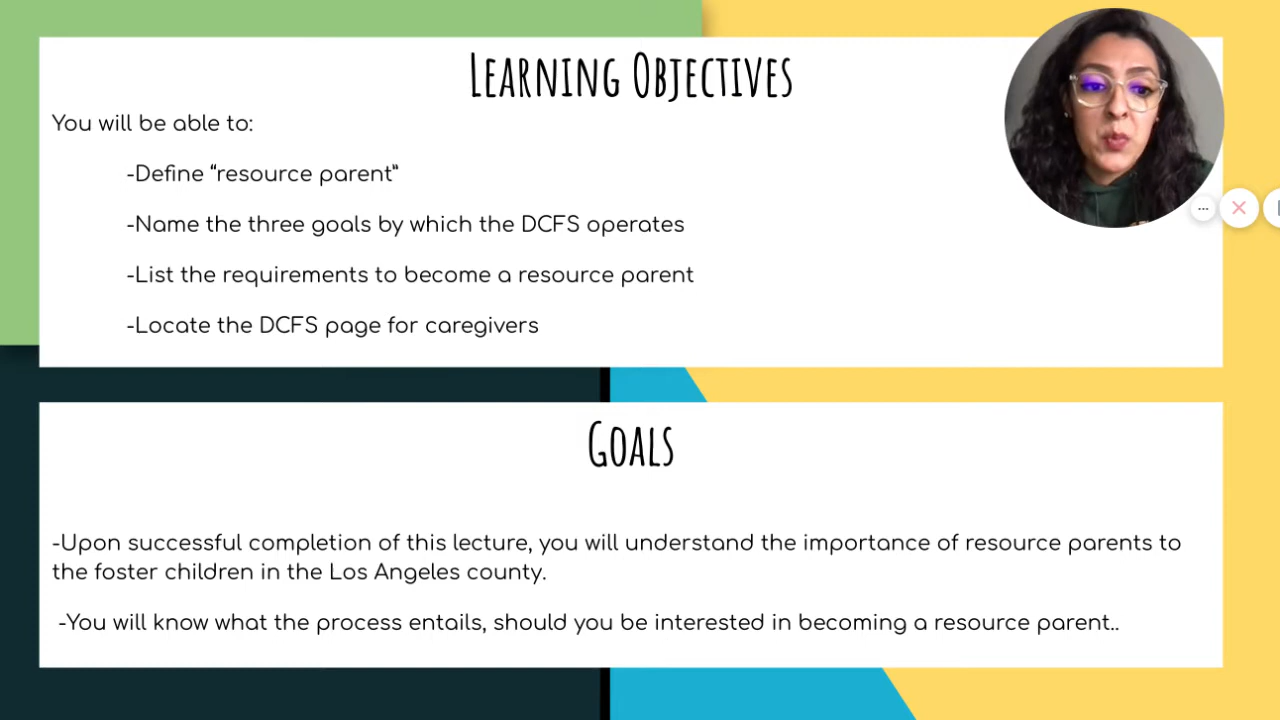 Learning Objectives
You will be able to:
-Define “resource parent”
-Name the three goals by which the DCFS operates
-List the requirements to become a resource parent
-Locate the DCFS page for caregivers
Goals
-Upon successful completion of this lecture, you will understand the importance of resource parents to
the foster children in the Los Angeles county.
-You will know what the process entails, should you be interested in becoming a resource parent..